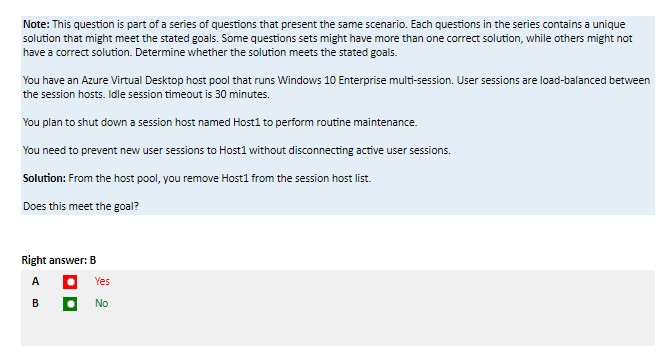 Note: This question is part of a series of questions that present the same scenario. Each questions in the series contains a unique
solution that might meet the stated goals. Some questions sets might have more than one correct solution, while others might not
have a correct solution. Determine whether the solution meets the stated goals.
You have an Azure Virtual Desktop host pool that runs Windows 10 Enterprise multi-session. User sessions are load-balanced between
the session hosts. Idle session timeout is 30 minutes.
You plan to shut down a session host named Host1 to perform routine maintenance.
You need to prevent new user sessions to Host1 without disconnecting active user sessions.
Solution: From the host pool, you remove Host1 from the session host list.
Does this meet the goal?
Right answer: B
A Yes
B No